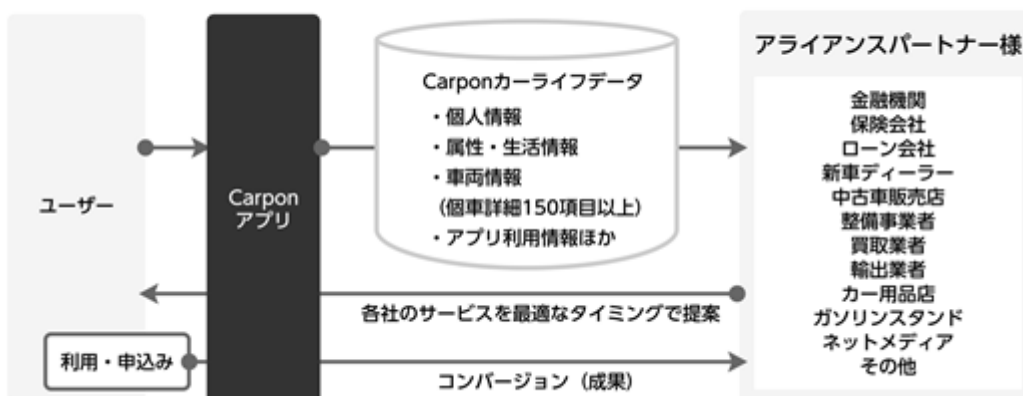 ユーザー
Carpon
アプリ
Carponカーライフデータ
・個人情報
・属性・生活情報
・車両情報
（個車詳細150項目以上）
・アプリ利用情報ほか
アライアンスパートナー様
金融機関
保険会社
ローン会社
新車ディーラー
中古車販売店
整備事業者
買取業者
輸出業者
カー用品店
ガソリンスタンド
ネットメディア
その他
各社のサービスを最適なタイミングで提案
利用・申込み
コンバージョン（成果）